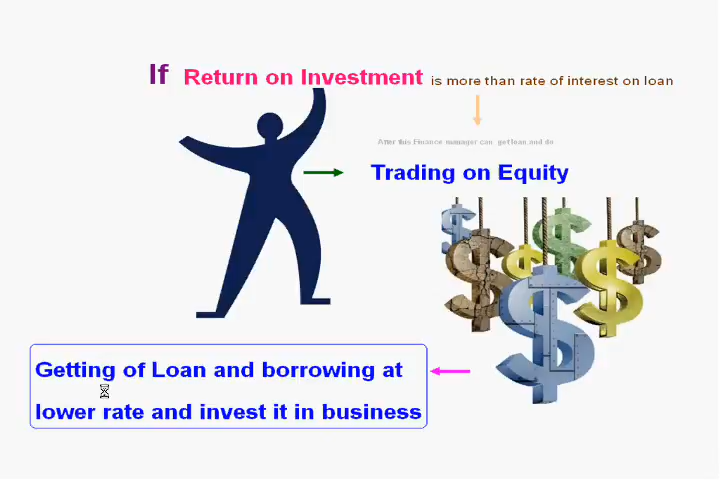 If Return on Investment is more than rate of interest on loan
After this Finance manager can get loan and do
Trading on Equity
Getting of Loan and borrowing at
lower rate and invest it in business